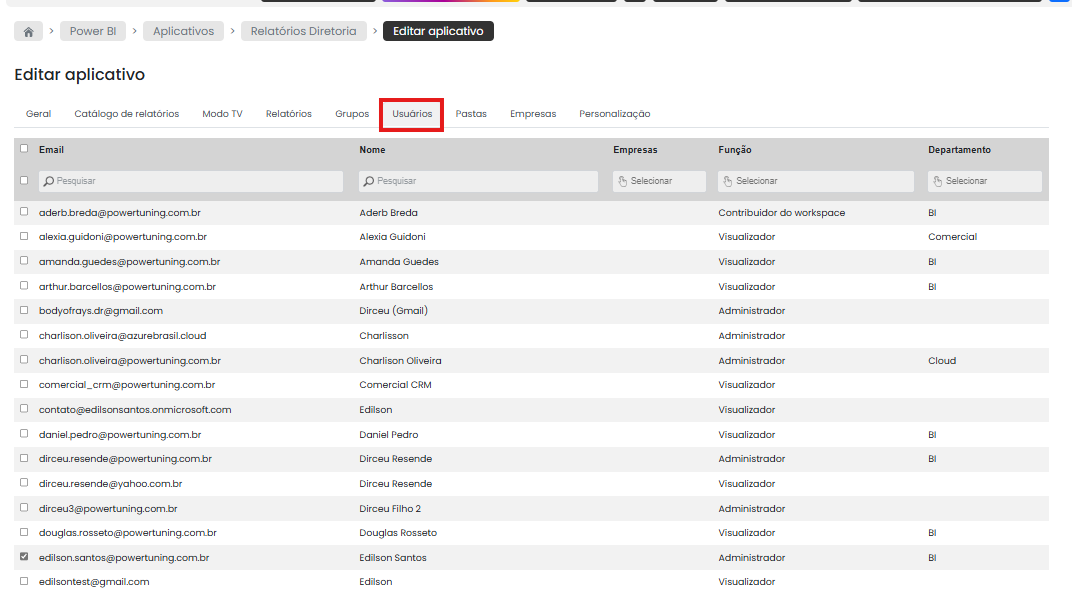 Power BI > Aplicativos > Relatórios Diretoria > Editar aplicativo
Editar aplicativo
Geral Catálogo de relatórios Modo TV Relatórios Grupos Usuários Pastas Empresas Personalização
Email Nome Empresas Função Departamento
Pesquisar Pesquisar Selecionar Selecionar Selecionar
aderb.breda@powertuning.com.br Aderb Breda Contribuidor do workspace BI
alexia.guidoni@powertuning.com.br Alexia Guidoni Visualizador Comercial
amanda.guedes@powertuning.com.br Amanda Guedes Visualizador BI
arthur.barcellos@powertuning.com.br Arthur Barcellos Visualizador BI
bodyofrays.dr@gmail.com Dirceu (Gmail) Administrador
charlison.oliveira@azurebrasil.cloud Charlisson Administrador
charlison.oliveira@powertuning.com.br Charlison Oliveira Administrador Cloud
comercial_crm@powertuning.com.br Comercial CRM Visualizador
contato@edilsonsantos.onmicrosoft.com Edilson Visualizador
daniel.pedro@powertuning.com.br Daniel Pedro Visualizador BI
dirceu.resende@powertuning.com.br Dirceu Resende Administrador BI
dirceu.resende@yahoo.com.br Dirceu Resende Visualizador
dirceu3@powertuning.com.br Dirceu Filho 2 Administrador
douglas.rosseto@powertuning.com.br Douglas Rosseto Visualizador BI
edilson.santos@powertuning.com.br Edilson Santos Administrador BI
edilsontest@gmail.com Edilson Visualizador